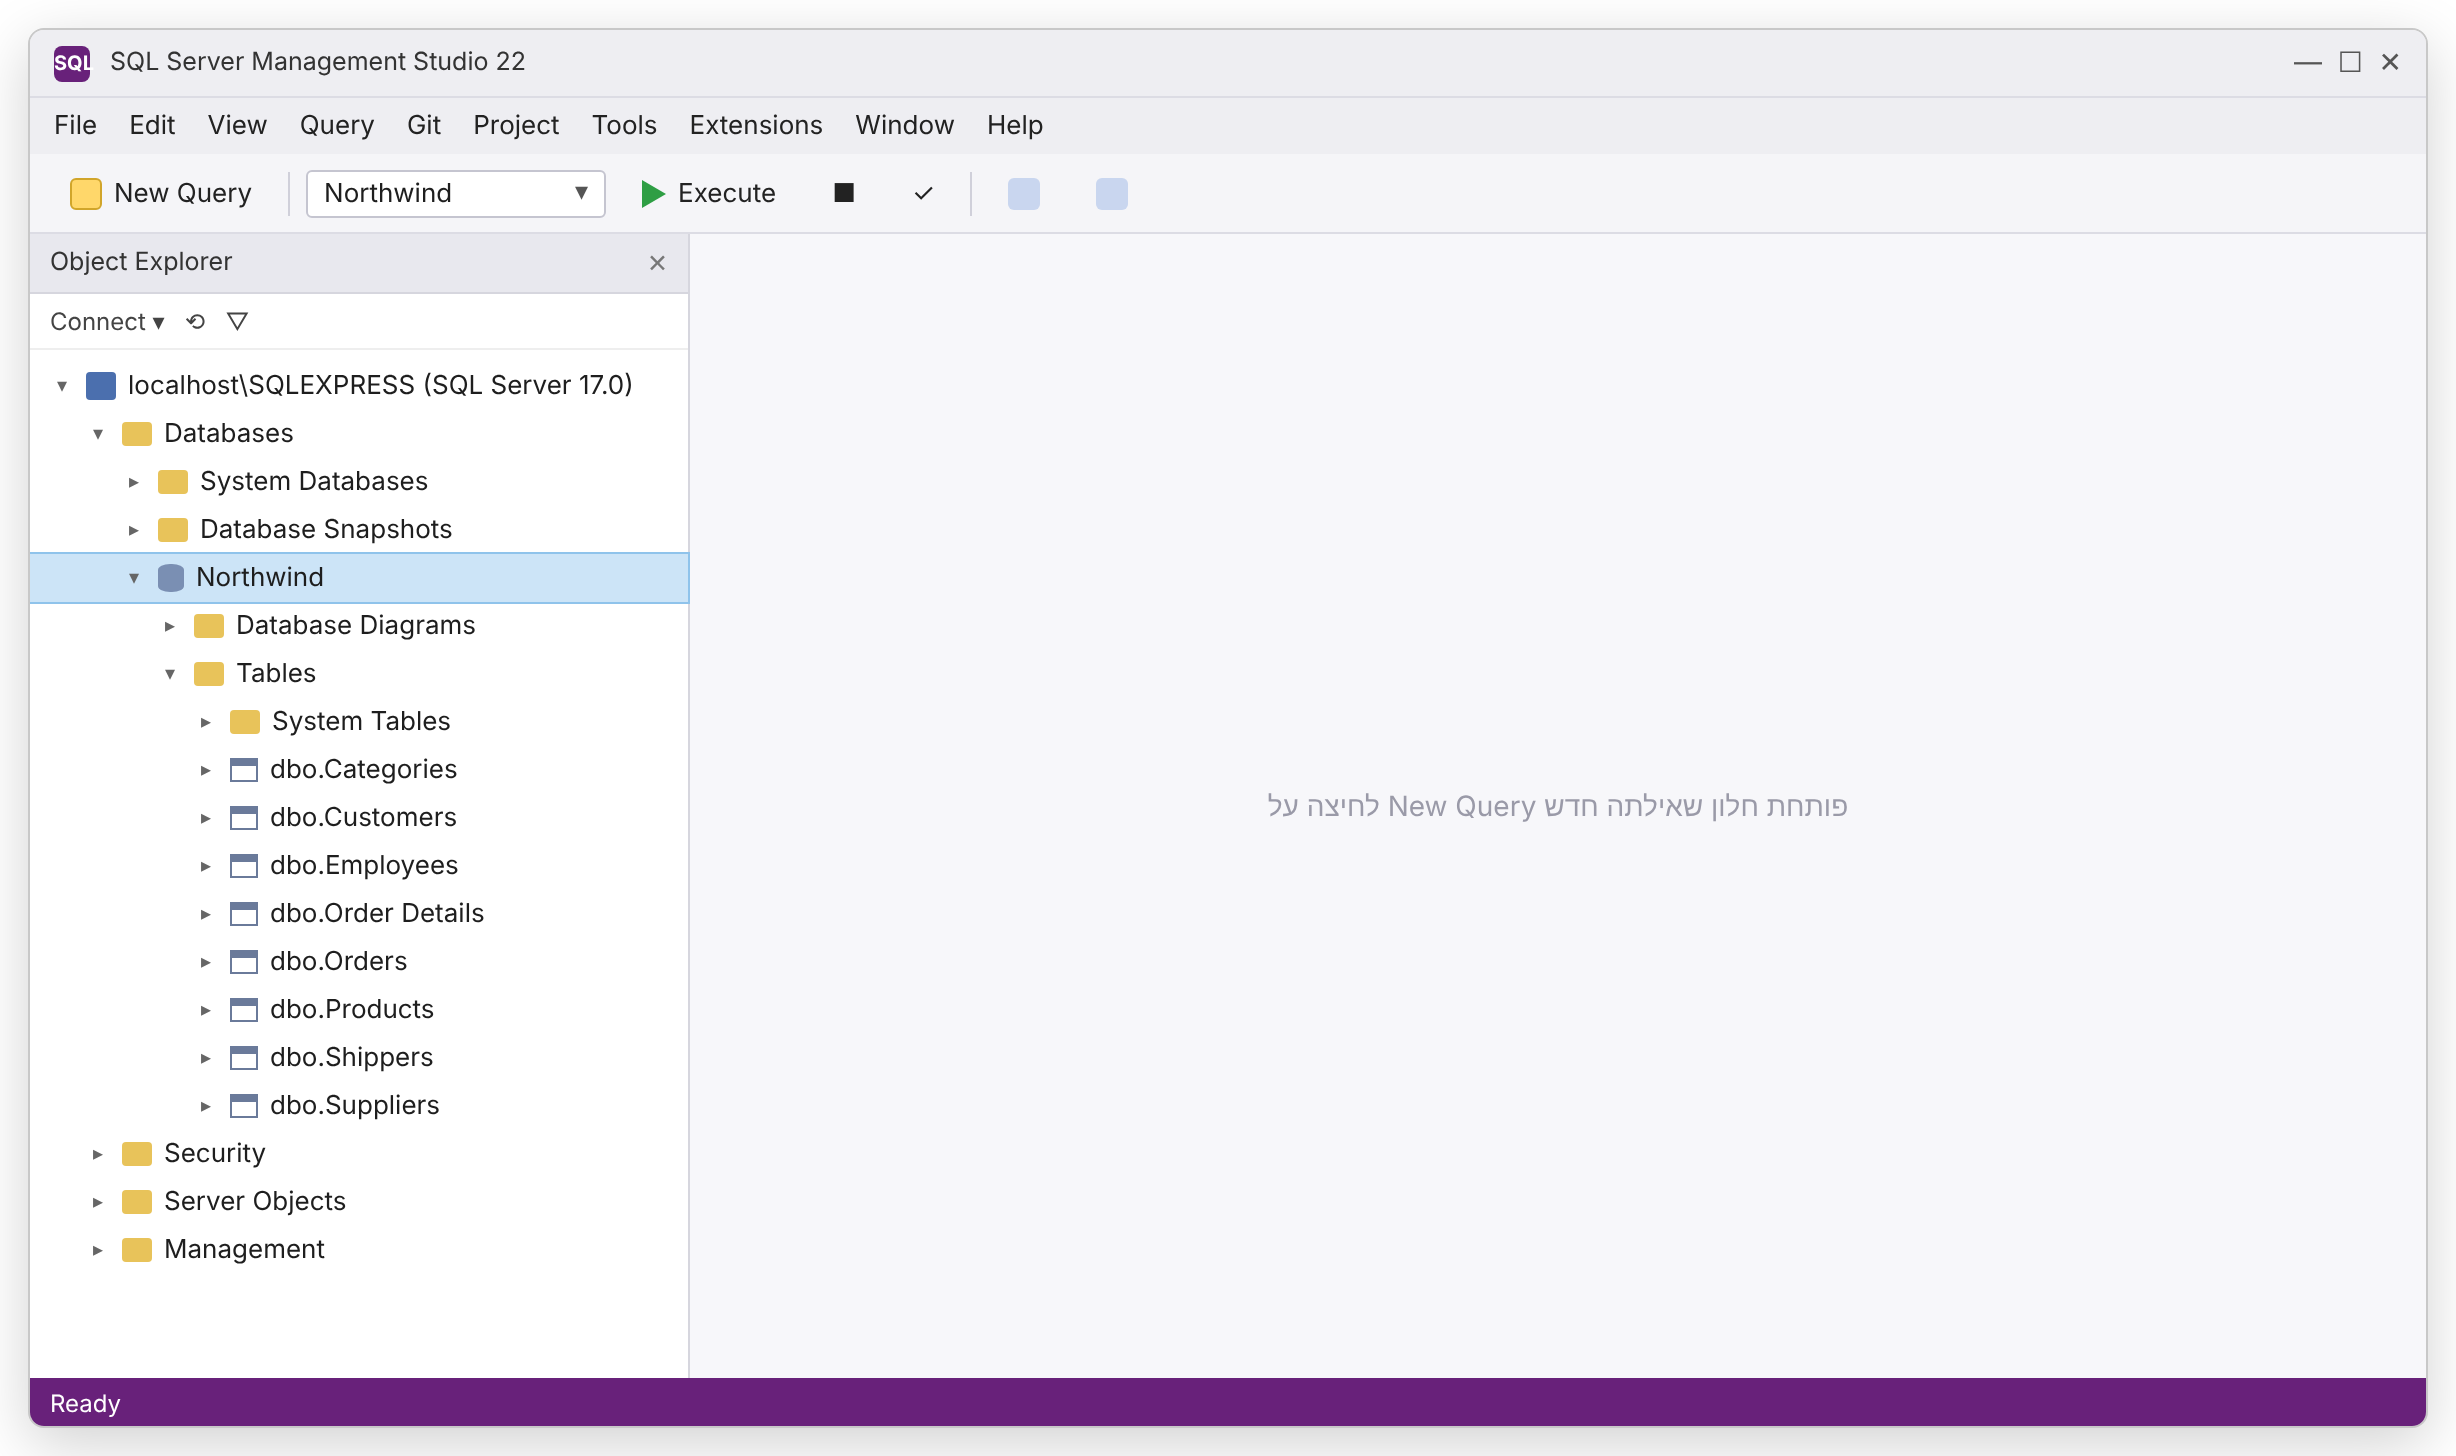 SQL SQL Server Management Studio 22
File Edit View Query Git Project Tools Extensions Window Help
New Query Northwind Execute
Object Explorer
Connect
localhost\SQLEXPRESS (SQL Server 17.0)
Databases
System Databases
Database Snapshots
Northwind
Database Diagrams
Tables
System Tables
dbo.Categories
dbo.Customers
dbo.Employees
dbo.Order Details
dbo.Orders
dbo.Products
dbo.Shippers
dbo.Suppliers
Security
Server Objects
Management
פותחת חלון שאילתה חדש New Query לחיצה על
Ready